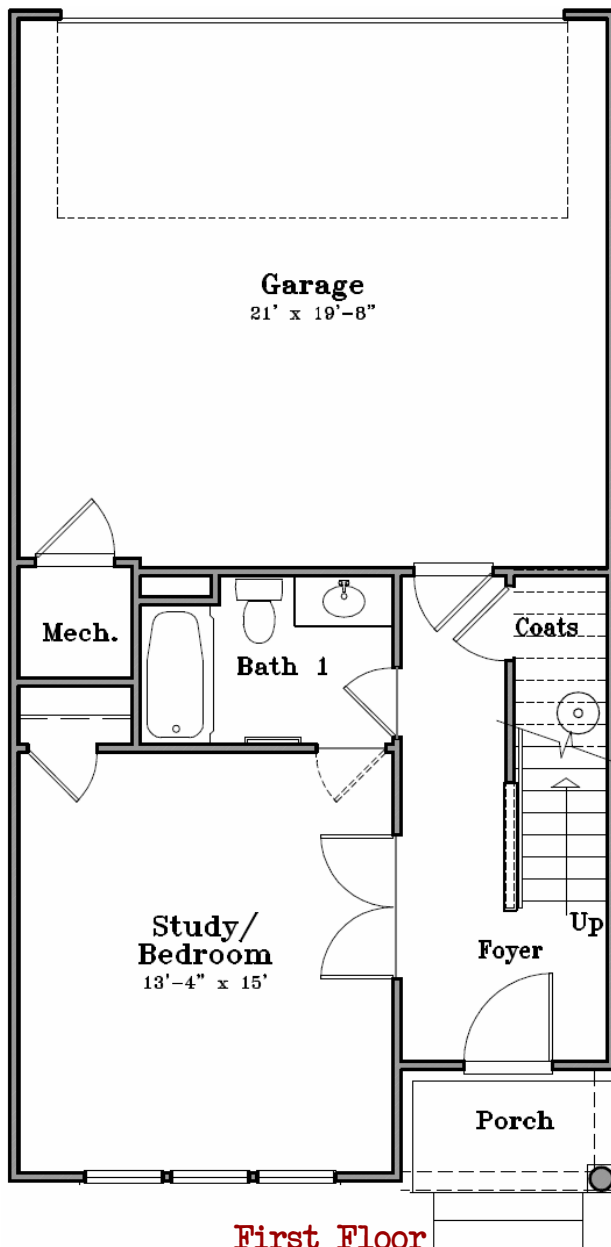 Garage
21' x 19'-8"
Mech.
Coats
Bath 1
Study/
Bedroom
13'-4" x 15'
Up
Foyer
Porch
First Floor